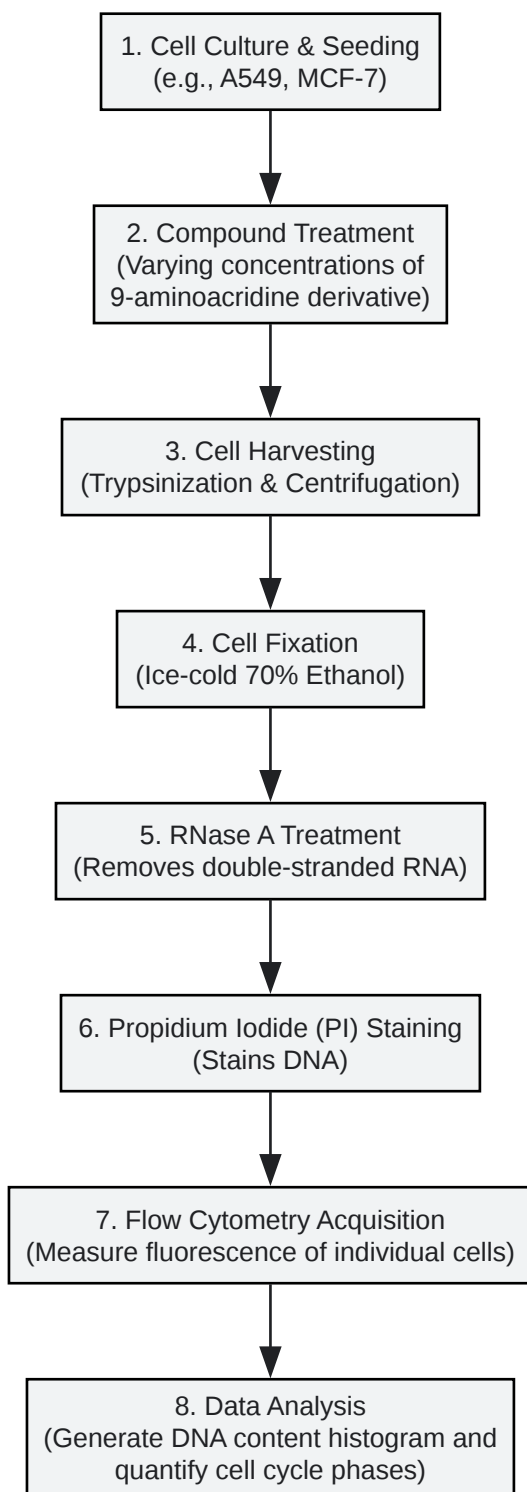 1. Cell Culture & Seeding
(e.g., A549, MCF-7)
2. Compound Treatment
(Varying concentrations of
9-aminoacridine derivative)
3. Cell Harvesting
(Trypsinization & Centrifugation)
4. Cell Fixation
(Ice-cold 70% Ethanol)
5. RNase A Treatment
(Removes double-stranded RNA)
6. Propidium Iodide (PI) Staining
(Stains DNA)
7. Flow Cytometry Acquisition
(Measure fluorescence of individual cells)
8. Data Analysis
(Generate DNA content histogram and
quantify cell cycle phases)